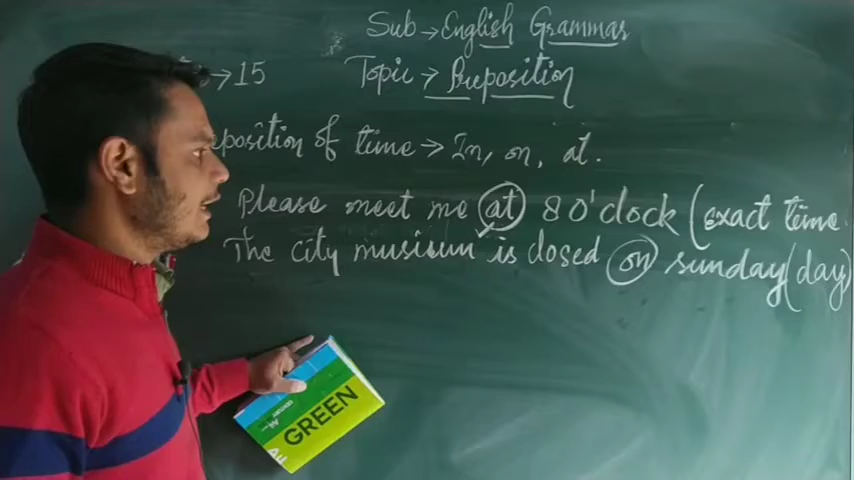 Sub → English Grammar
→ 15
Topic → Preposition
eposition of time → In, on, at.
Please meet me at 8 O'clock (exact time.
The city musium is closed on sunday (day)
GREEN